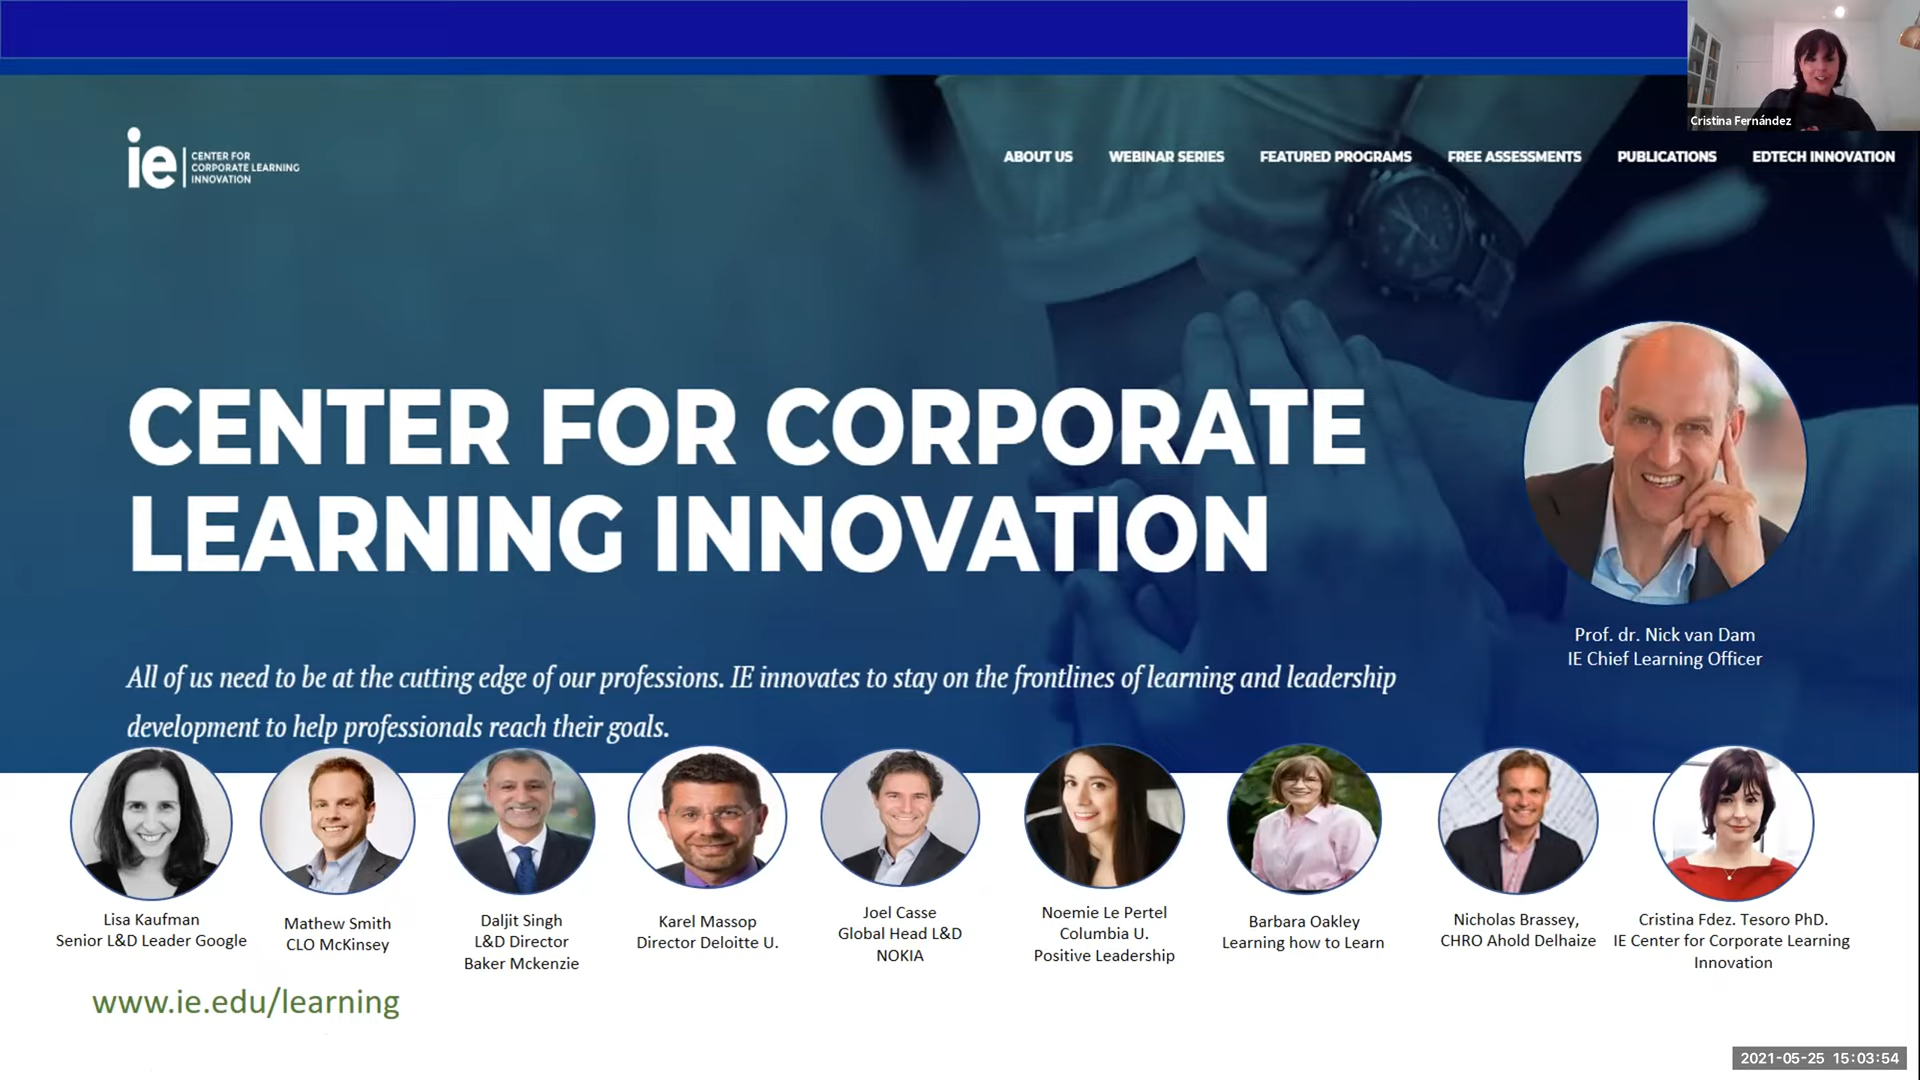 Cristina Fernández
ie
CENTER FOR
CORPORATE LEARNING
INNOVATION
ABOUT US
WEBINAR SERIES
FEATURED PROGRAMS
FREE ASSESSMENTS
PUBLICATIONS
EDTECH INNOVATION
CENTER FOR CORPORATE
LEARNING INNOVATION
Prof. dr. Nick van Dam
IE Chief Learning Officer
All of us need to be at the cutting edge of our professions. IE innovates to stay on the frontlines of learning and leadership
development to help professionals reach their goals.
Lisa Kaufman
Senior L&D Leader Google
Mathew Smith
CLO McKinsey
Daljit Singh
L&D Director
Baker Mckenzie
Karel Massop
Director Deloitte U.
Joel Casse
Global Head L&D
NOKIA
Noemie Le Pertel
Columbia U.
Positive Leadership
Barbara Oakley
Learning how to Learn
Nicholas Brassey,
CHRO Ahold Delhaize
Cristina Fdez. Tesoro PhD.
IE Center for Corporate Learning
Innovation
www.ie.edu/learning
2021-05-25 15:03:54